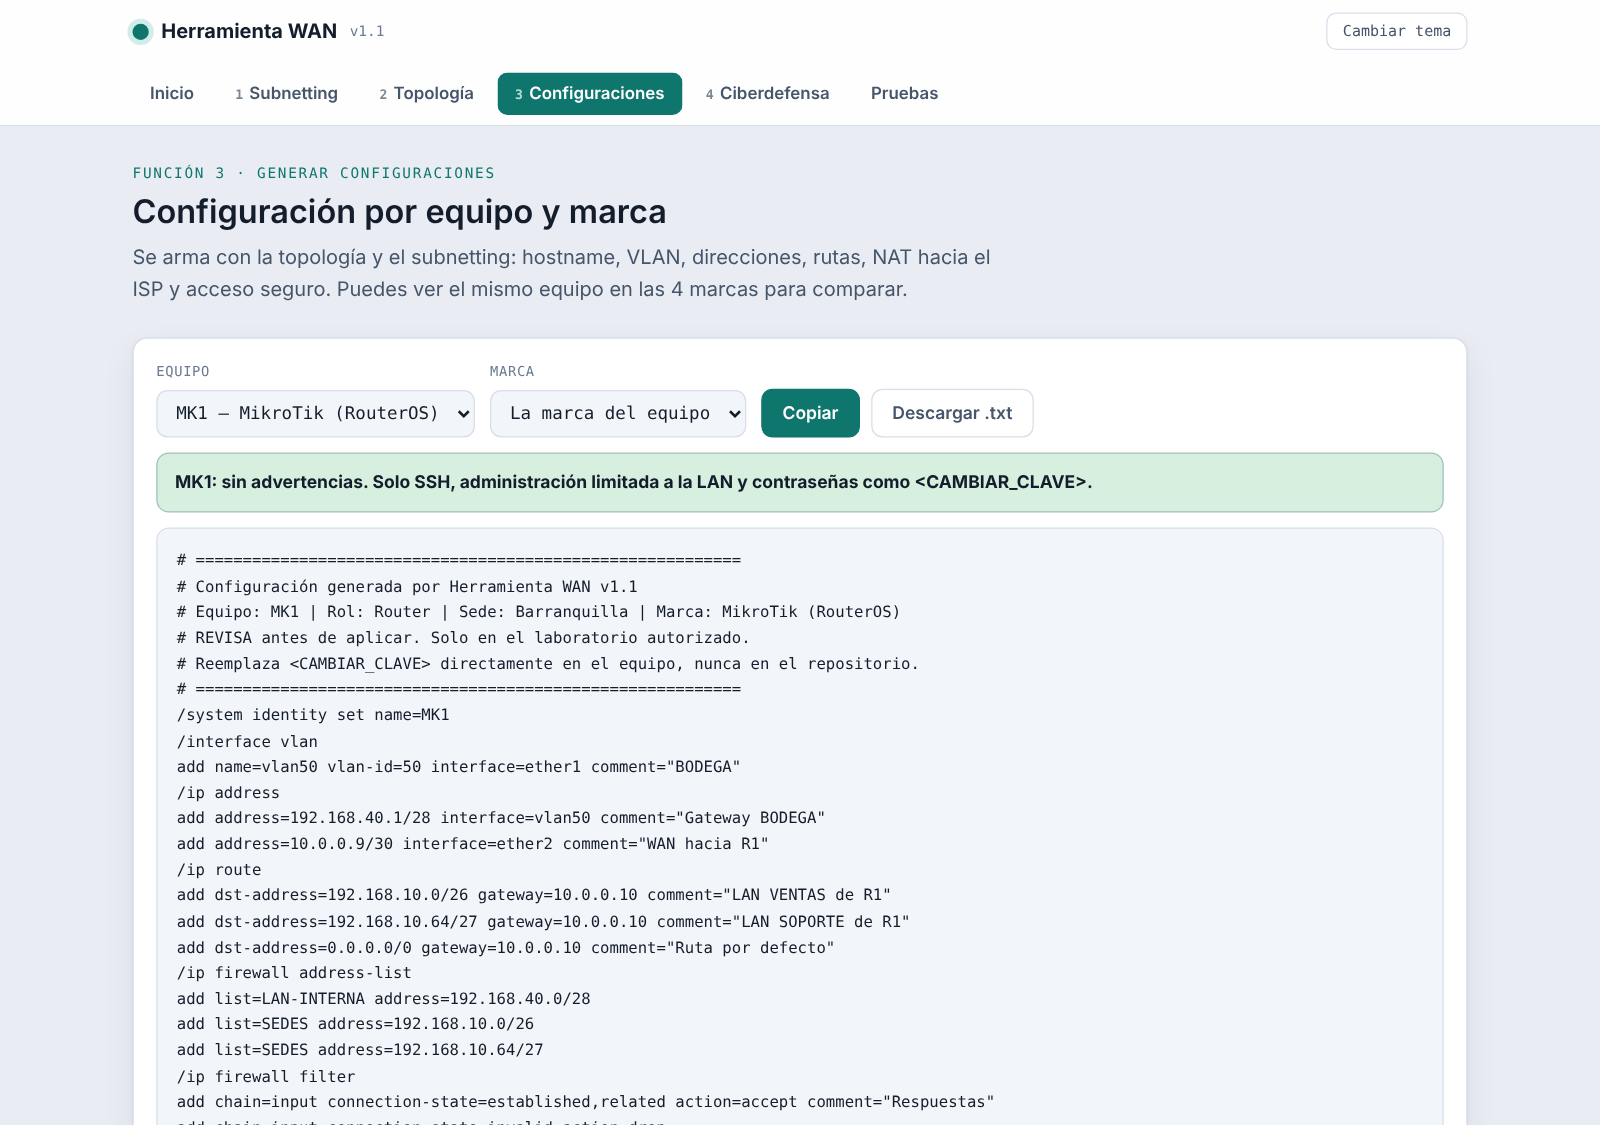 Herramienta WAN v1.1
Cambiar tema
Inicio 1 Subnetting 2 Topología 3 Configuraciones 4 Ciberdefensa Pruebas
FUNCIÓN 3 · GENERAR CONFIGURACIONES
Configuración por equipo y marca
Se arma con la topología y el subnetting: hostname, VLAN, direcciones, rutas, NAT hacia el
ISP y acceso seguro. Puedes ver el mismo equipo en las 4 marcas para comparar.
EQUIPO MARCA
MK1 — MikroTik (RouterOS) La marca del equipo Copiar Descargar .txt
MK1: sin advertencias. Solo SSH, administración limitada a la LAN y contraseñas como <CAMBIAR_CLAVE>.
# ==========================================================
# Configuración generada por Herramienta WAN v1.1
# Equipo: MK1 | Rol: Router | Sede: Barranquilla | Marca: MikroTik (RouterOS)
# REVISA antes de aplicar. Solo en el laboratorio autorizado.
# Reemplaza <CAMBIAR_CLAVE> directamente en el equipo, nunca en el repositorio.
# ==========================================================
/system identity set name=MK1
/interface vlan
add name=vlan50 vlan-id=50 interface=ether1 comment="BODEGA"
/ip address
add address=192.168.40.1/28 interface=vlan50 comment="Gateway BODEGA"
add address=10.0.0.9/30 interface=ether2 comment="WAN hacia R1"
/ip route
add dst-address=192.168.10.0/26 gateway=10.0.0.10 comment="LAN VENTAS de R1"
add dst-address=192.168.10.64/27 gateway=10.0.0.10 comment="LAN SOPORTE de R1"
add dst-address=0.0.0.0/0 gateway=10.0.0.10 comment="Ruta por defecto"
/ip firewall address-list
add list=LAN-INTERNA address=192.168.40.0/28
add list=SEDES address=192.168.10.0/26
add list=SEDES address=192.168.10.64/27
/ip firewall filter
add chain=input connection-state=established,related action=accept comment="Respuestas"
add chain=input connection-state=invalid action=drop